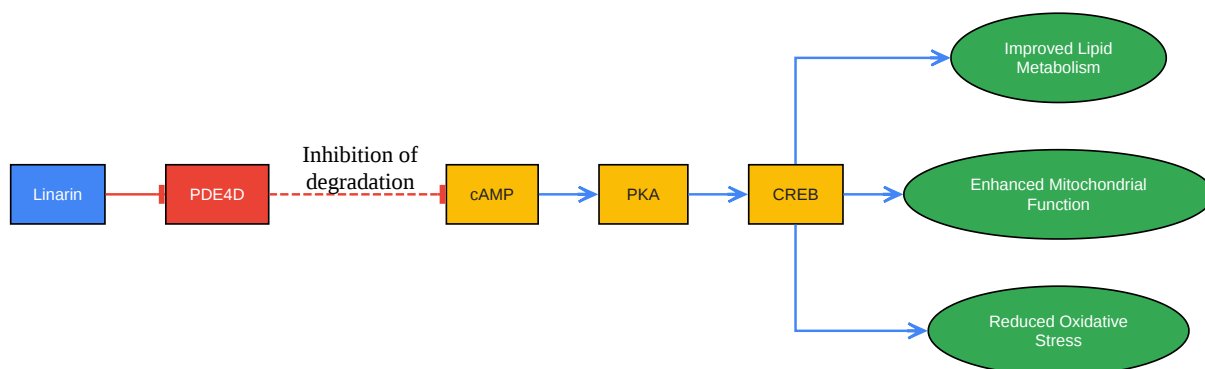 Improved Lipid
Metabolism
Inhibition of
degradation
Linarin
PDE4D
cAMP
PKA
CREB
Enhanced Mitochondrial
Function
Reduced Oxidative
Stress